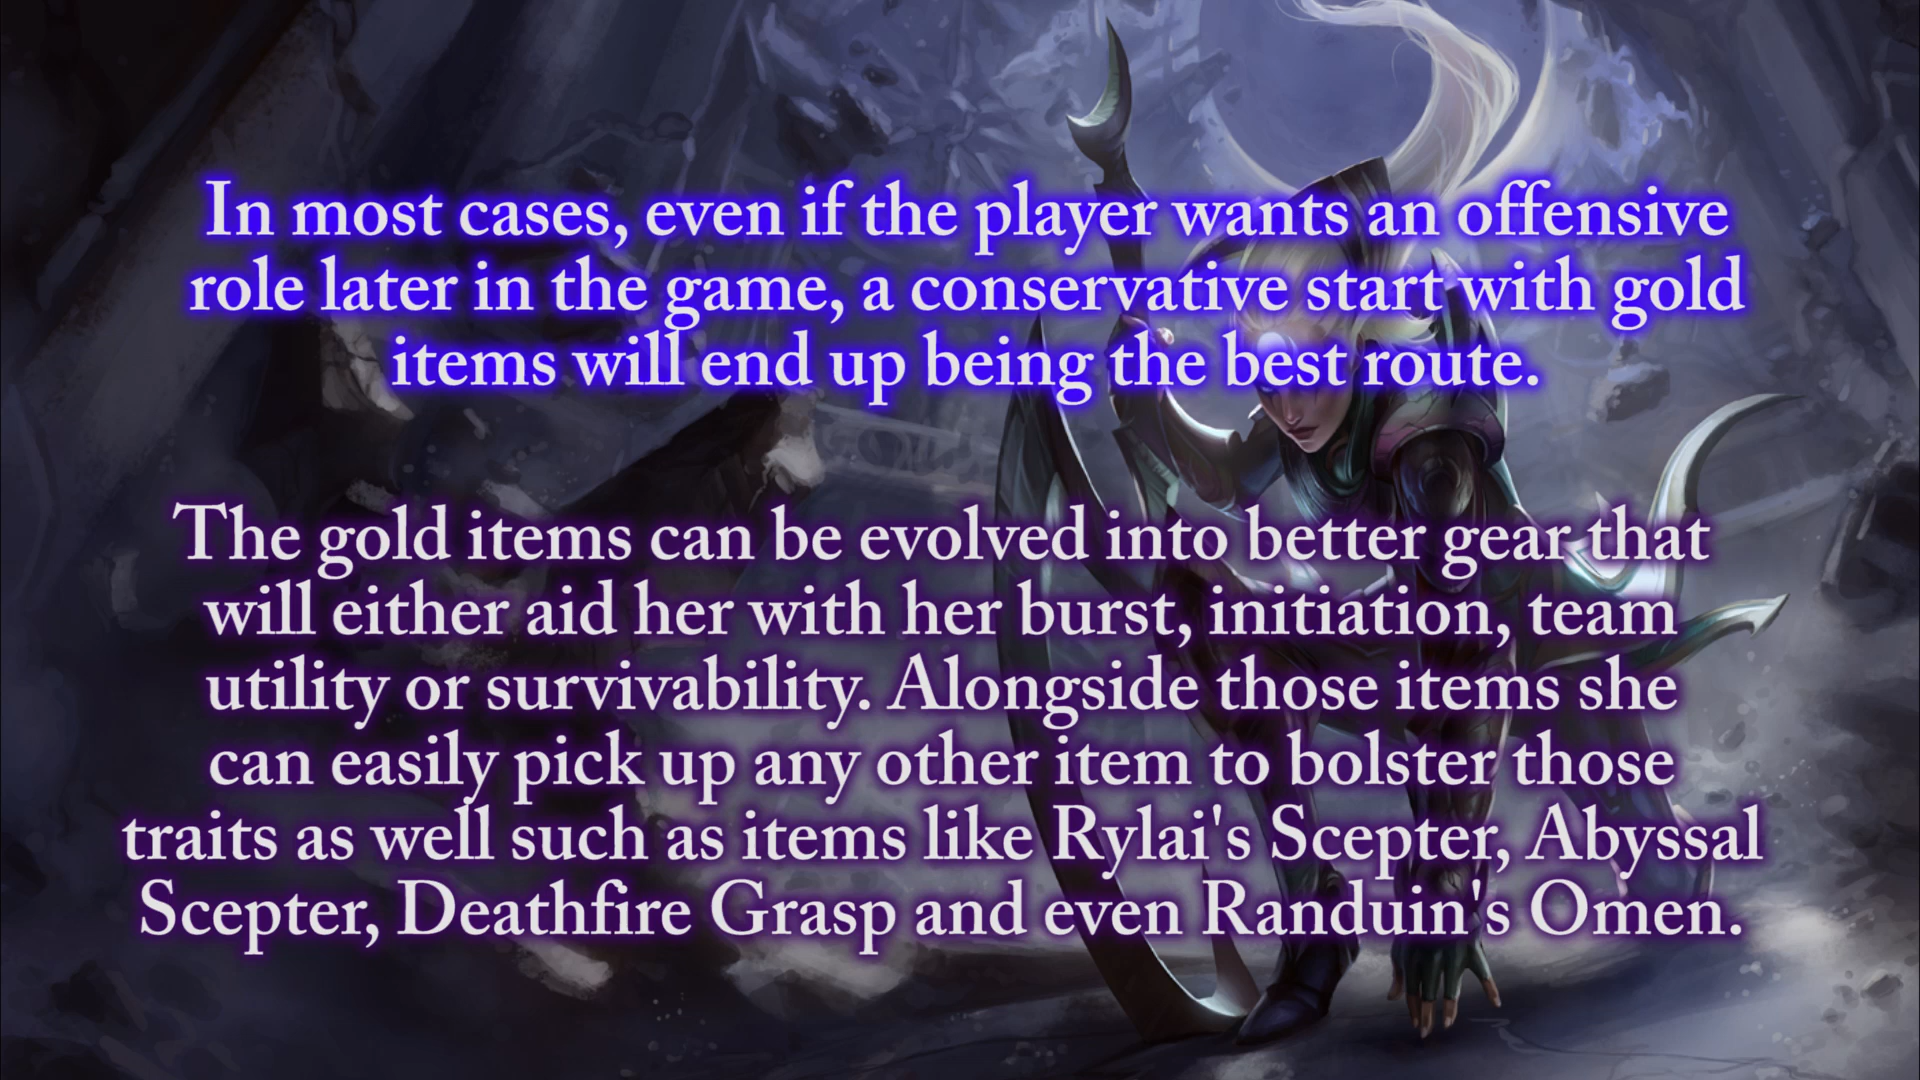 In most cases, even if the player wants an offensive
role later in the game, a conservative start with gold
items will end up being the best route.
The gold items can be evolved into better gear that
will either aid her with her burst, initiation, team
utility or survivability. Alongside those items she
can easily pick up any other item to bolster those
traits as well such as items like Rylai's Scepter, Abyssal
Scepter, Deathfire Grasp and even Randuin's Omen.